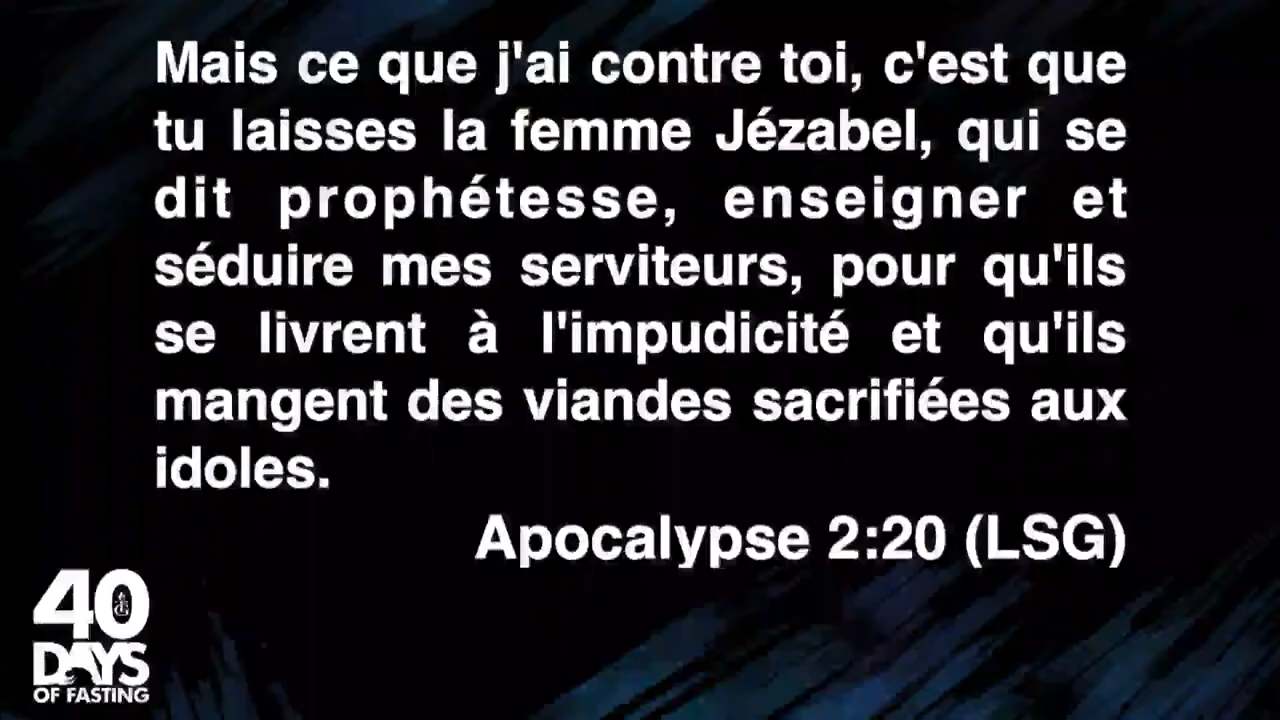 Mais ce que j'ai contre toi, c'est que
tu laisses la femme Jézabel, qui se
dit prophétesse, enseigner et
séduire mes serviteurs, pour qu'ils
se livrent à l'impudicité et qu'ils
mangent des viandes sacrifiées aux
idoles.
Apocalypse 2:20 (LSG)
40
DAYS
OF FASTING